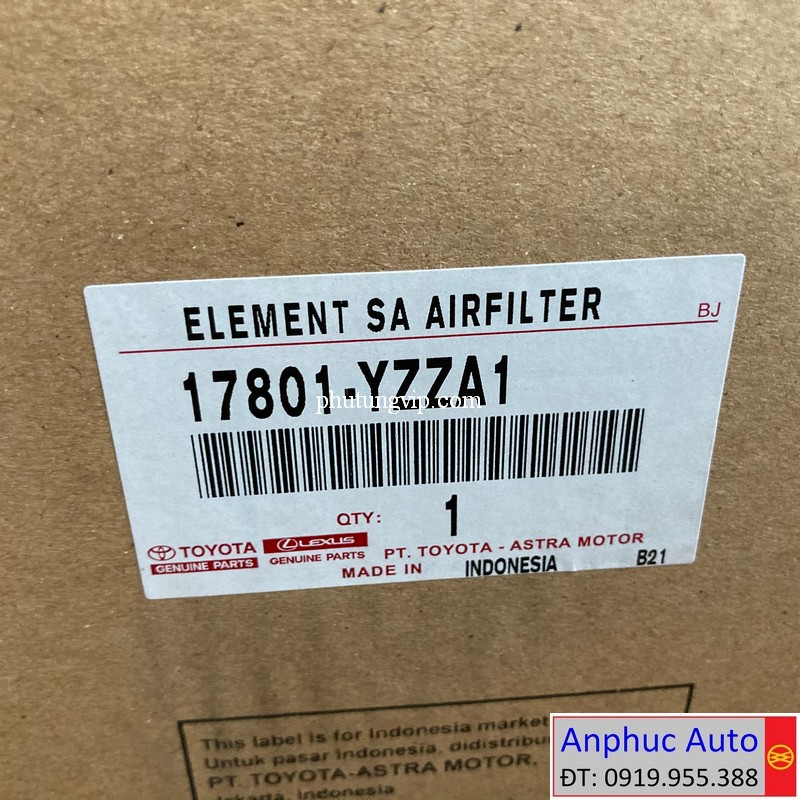 ELEMENT SA AIRFILTER
BJ
17801-YZZA1
phutungvip.com
QTY: 1
TOYOTA
GENUINE PARTS
LEXUS
GENUINE PARTS
PT. TOYOTA - ASTRA MOTOR
MADE IN INDONESIA
B21
This label is for Indonesia market
Untuk pasar Indonesia, didistribu
PT. TOYOTA-ASTRA MOTOR.
Jakarta, Indonesia
Anphuc Auto
ĐT: 0919.955.388